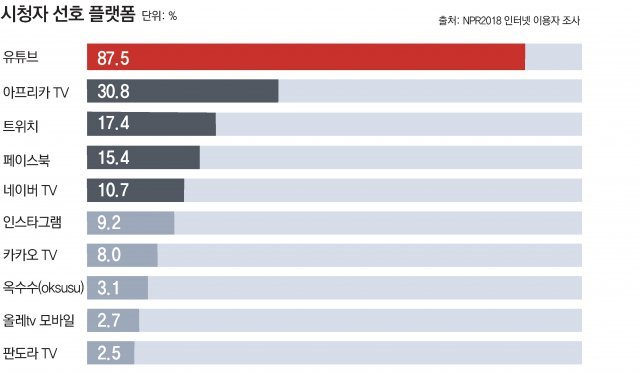 시청자 선호 플랫폼 단위: %
출처: NPR2018 인터넷 이용자 조사
유튜브 87.5
아프리카 TV 30.8
트위치 17.4
페이스북 15.4
네이버 TV 10.7
인스타그램 9.2
카카오 TV 8.0
옥수수(oksusu) 3.1
올레tv 모바일 2.7
판도라 TV 2.5